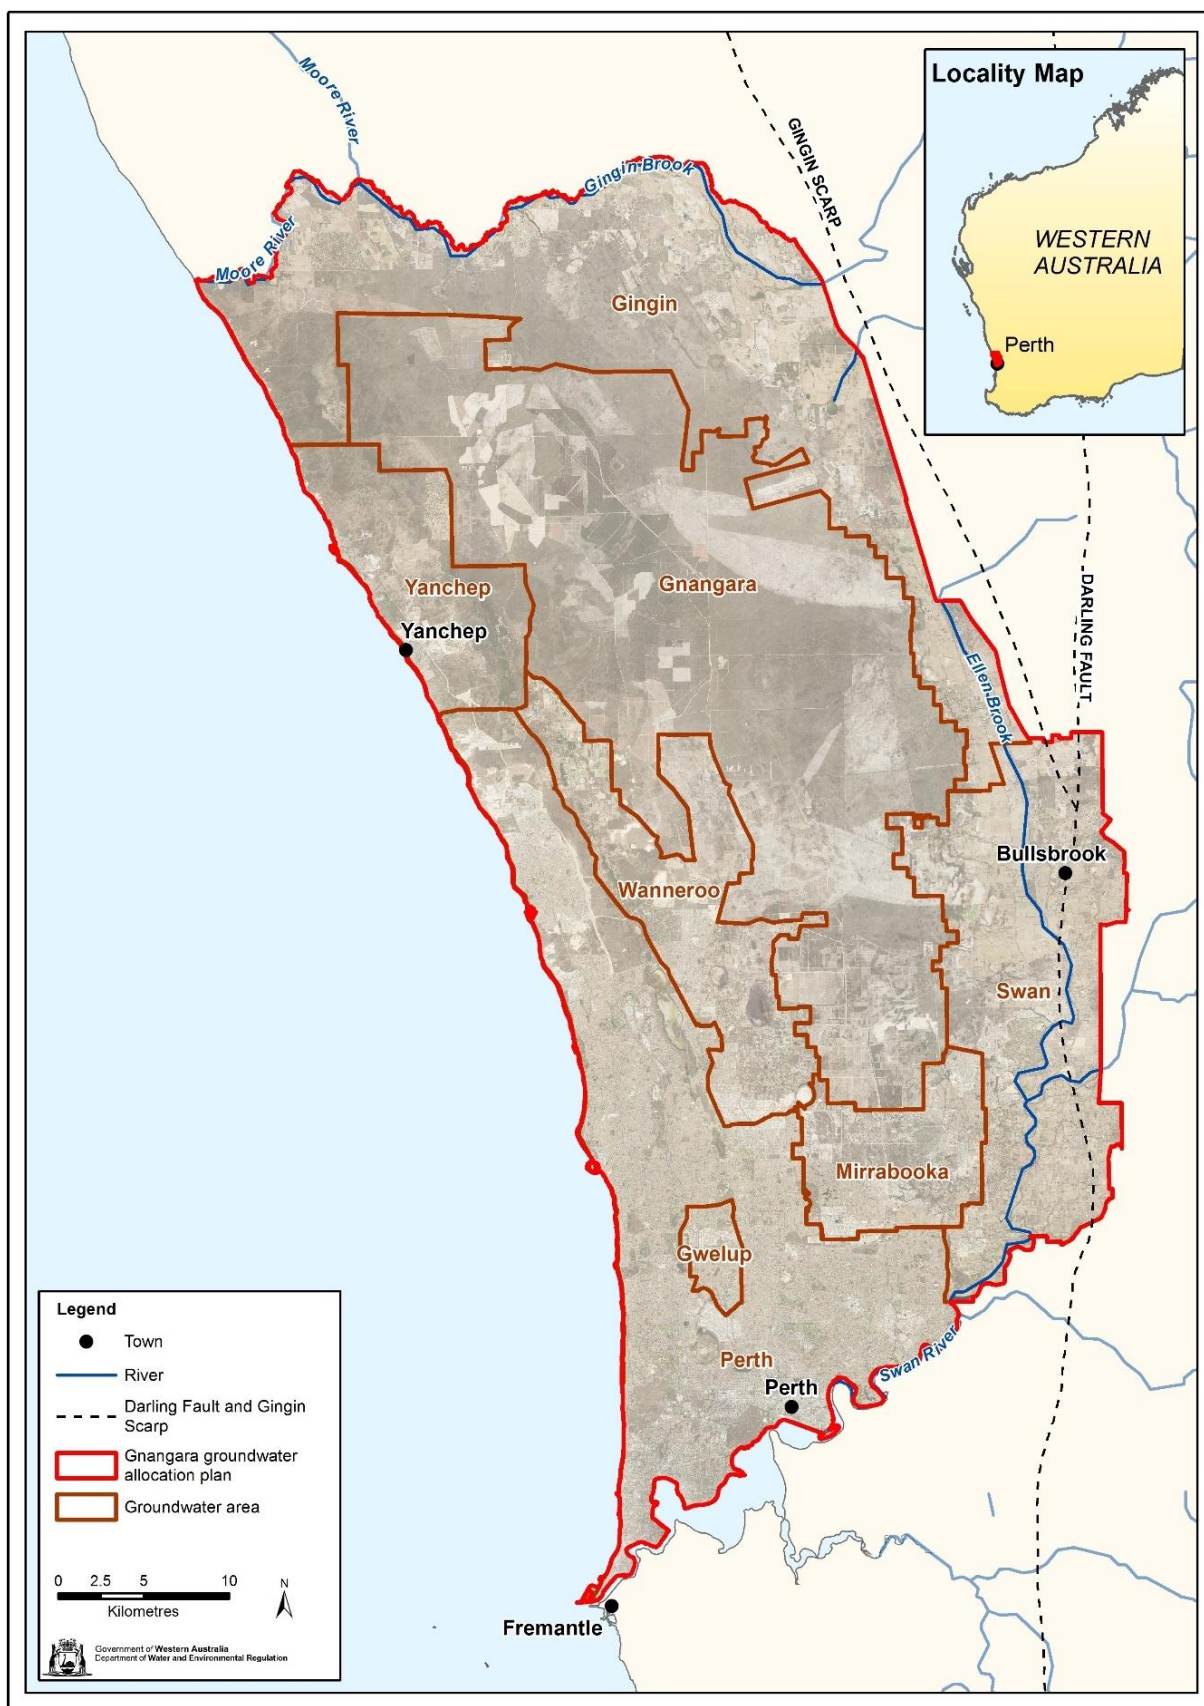 Locality Map
WESTERN
AUSTRALIA
Perth
Moore River
GINGIN SCARP
Gingin Brook
Moore River
Gingin
DARLING FAULT
Yanchep
Gnangara
Yanchep
Ellen Brook
Bullsbrook
Wanneroo
Swan
Mirrabooka
Gwelup
Perth
Swan River
Perth
Fremantle
Legend
Town
River
Darling Fault and Gingin
Scarp
Gnangara groundwater
allocation plan
Groundwater area
0 2.5 5 10
Kilometres
N
Government of Western Australia
Department of Water and Environmental Regulation